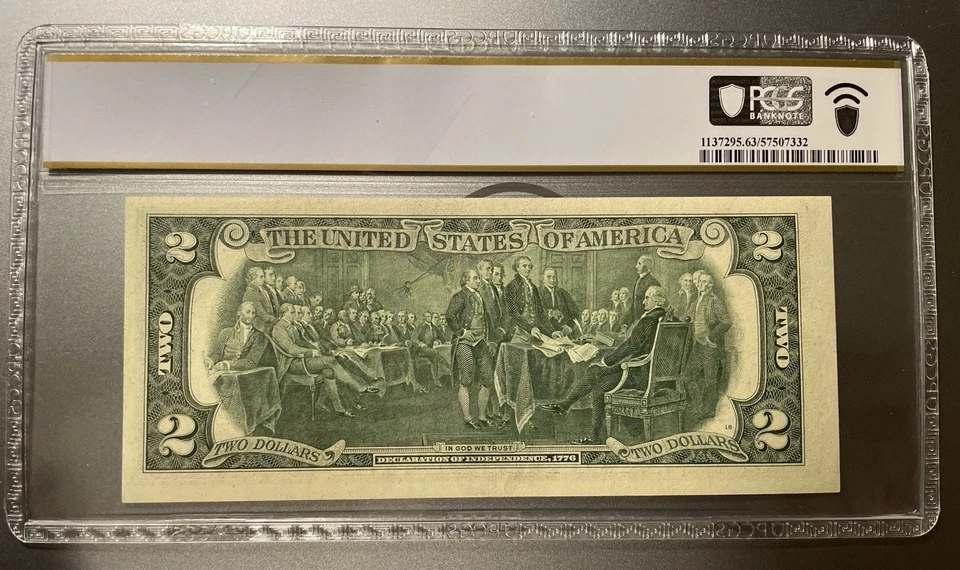 PCGS
BANKNOTE
1137295.63/57507332
2 THE UNITED STATES OF AMERICA 2
TWO TWO
18
2 TWO DOLLARS IN GOD WE TRUST TWO DOLLARS 2
DECLARATION OF INDEPENDENCE, 1776